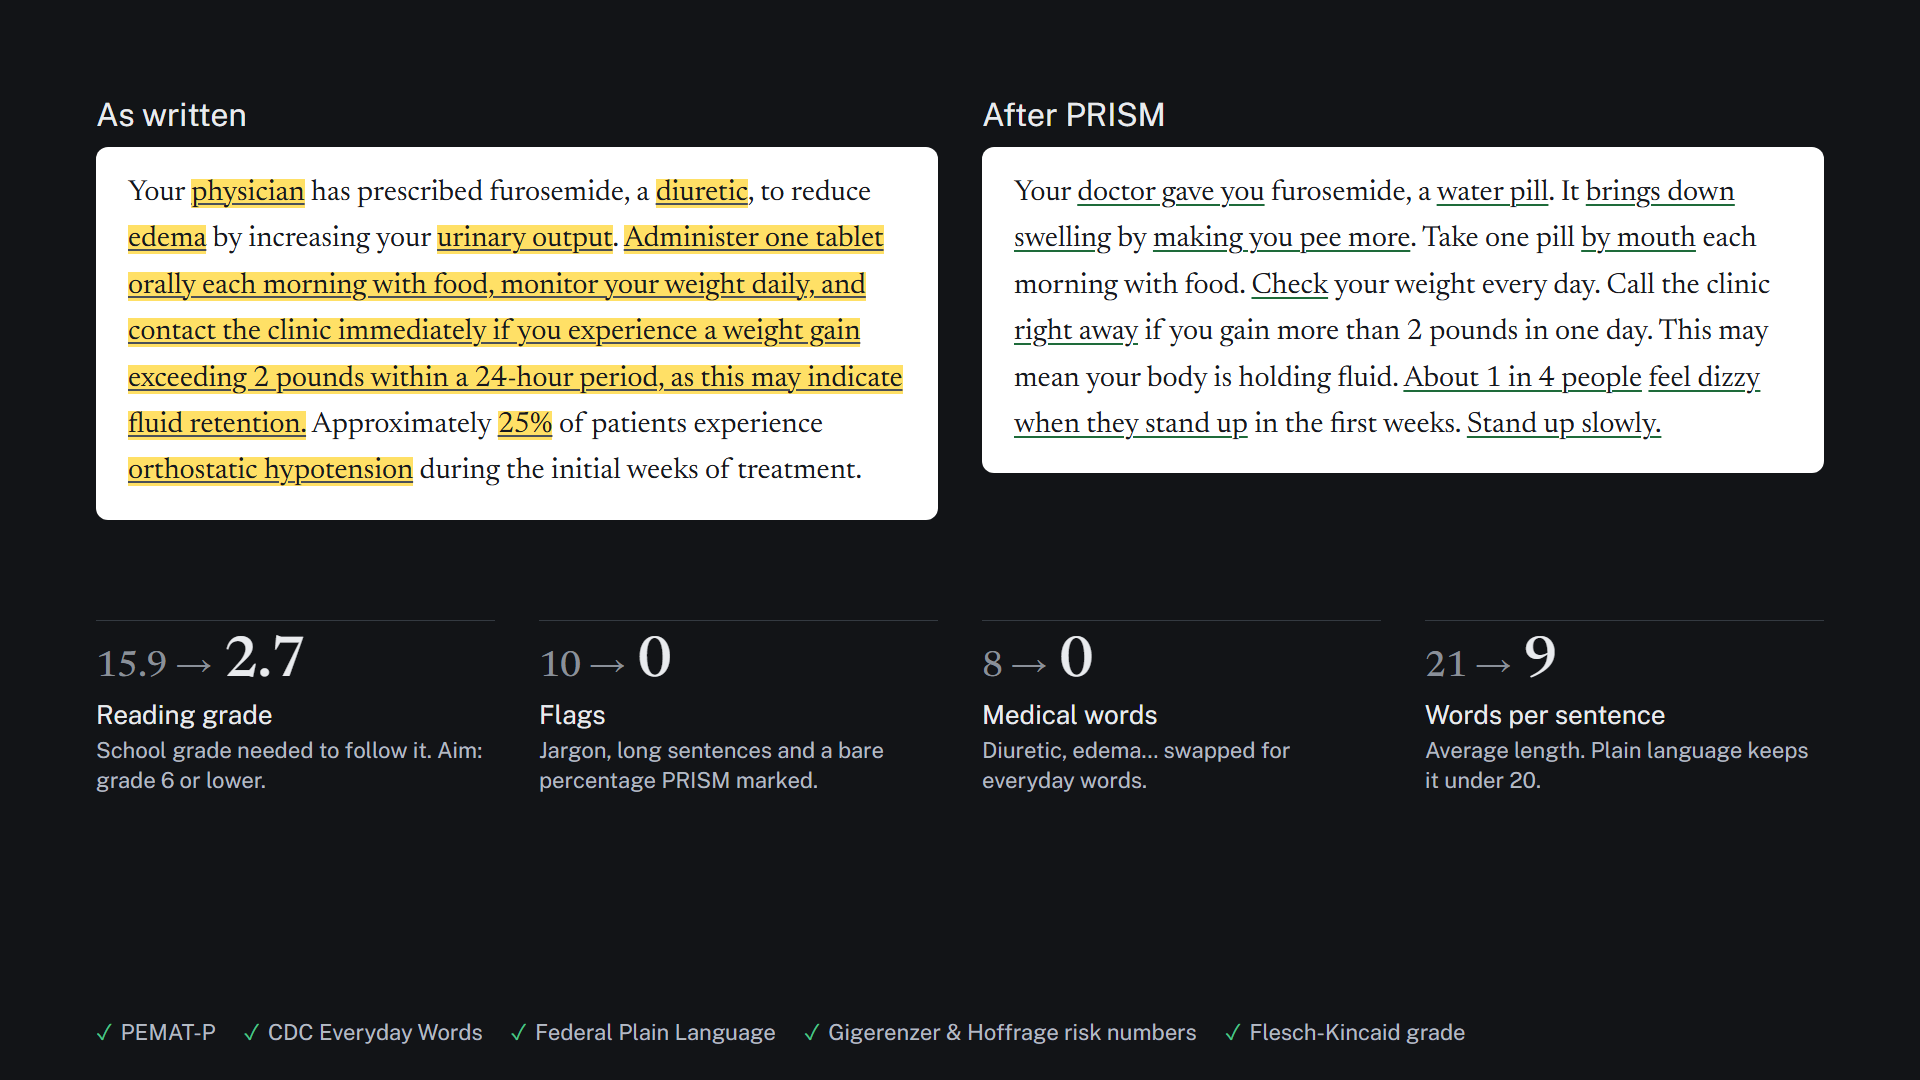 As written
Your physician has prescribed furosemide, a diuretic, to reduce
edema by increasing your urinary output. Administer one tablet
orally each morning with food, monitor your weight daily, and
contact the clinic immediately if you experience a weight gain
exceeding 2 pounds within a 24-hour period, as this may indicate
fluid retention. Approximately 25% of patients experience
orthostatic hypotension during the initial weeks of treatment.
After PRISM
Your doctor gave you furosemide, a water pill. It brings down
swelling by making you pee more. Take one pill by mouth each
morning with food. Check your weight every day. Call the clinic
right away if you gain more than 2 pounds in one day. This may
mean your body is holding fluid. About 1 in 4 people feel dizzy
when they stand up in the first weeks. Stand up slowly.
15.9 → 2.7
Reading grade
School grade needed to follow it. Aim:
grade 6 or lower.
10 → 0
Flags
Jargon, long sentences and a bare
percentage PRISM marked.
8 → 0
Medical words
Diuretic, edema... swapped for
everyday words.
21 → 9
Words per sentence
Average length. Plain language keeps
it under 20.
✓ PEMAT-P ✓ CDC Everyday Words ✓ Federal Plain Language ✓ Gigerenzer & Hoffrage risk numbers ✓ Flesch-Kincaid grade